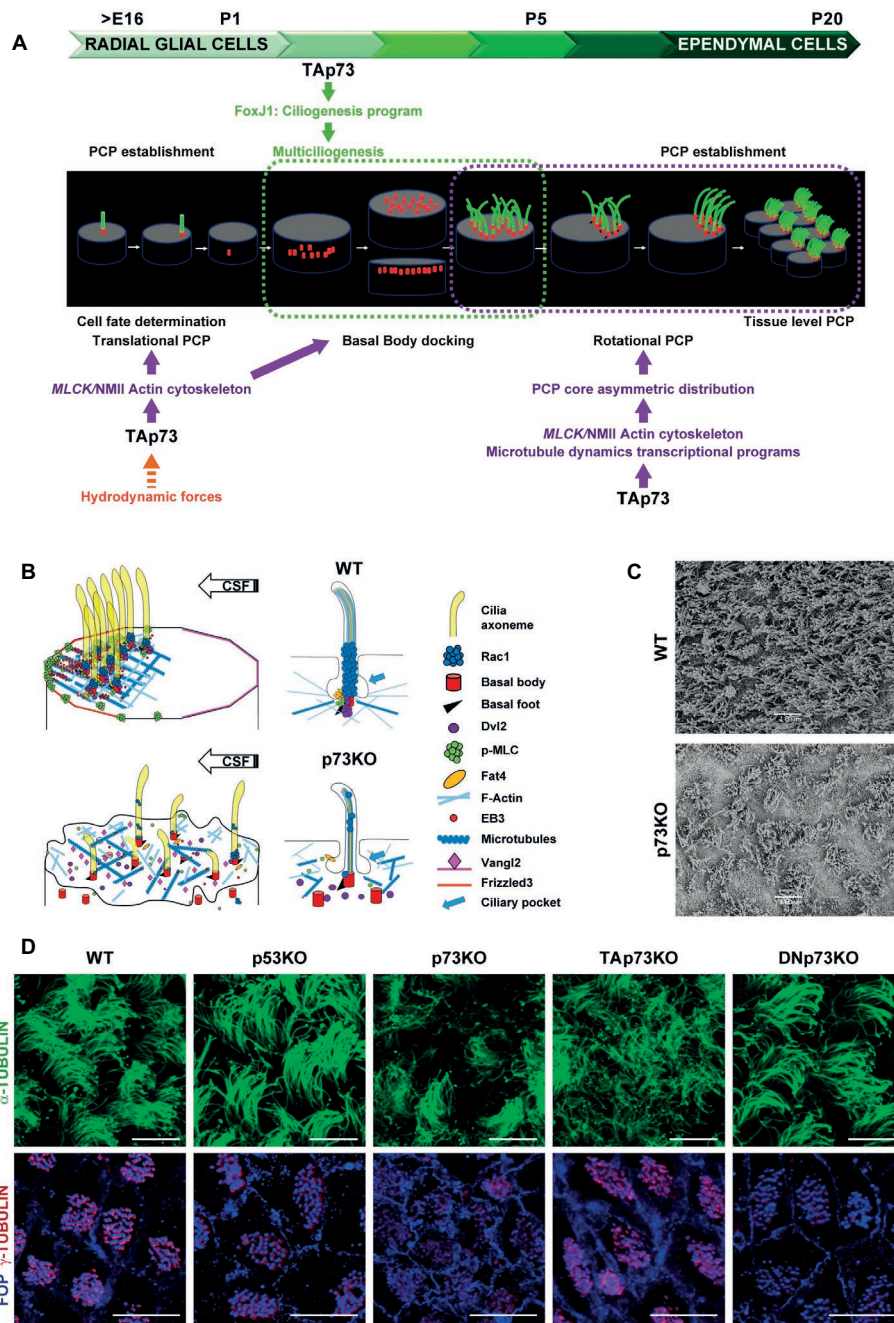 A
>E16 P1 P5 P20
RADIAL GLIAL CELLS EPENDYMAL CELLS
TAp73
FoxJ1: Ciliogenesis program
PCP establishment Multiciliogenesis PCP establishment
Cell fate determination Tissue level PCP
Translational PCP Basal Body docking Rotational PCP
MLCK/NMII Actin cytoskeleton PCP core asymmetric distribution
TAp73 MLCK/NMII Actin cytoskeleton
Microtubule dynamics transcriptional programs
Hydrodynamic forces TAp73
B
CSF
WT
CSF
p73KO
Cilia
axoneme
Rac1
Basal body
Basal foot
Dvl2
p-MLC
Fat4
F-Actin
EB3
Microtubules
Vangl2
Frizzled3
Ciliary pocket
C
WT
p73KO
D
WT p53KO p73KO TAp73KO DNp73KO
α-TUBULIN
FOP γ-TUBULIN